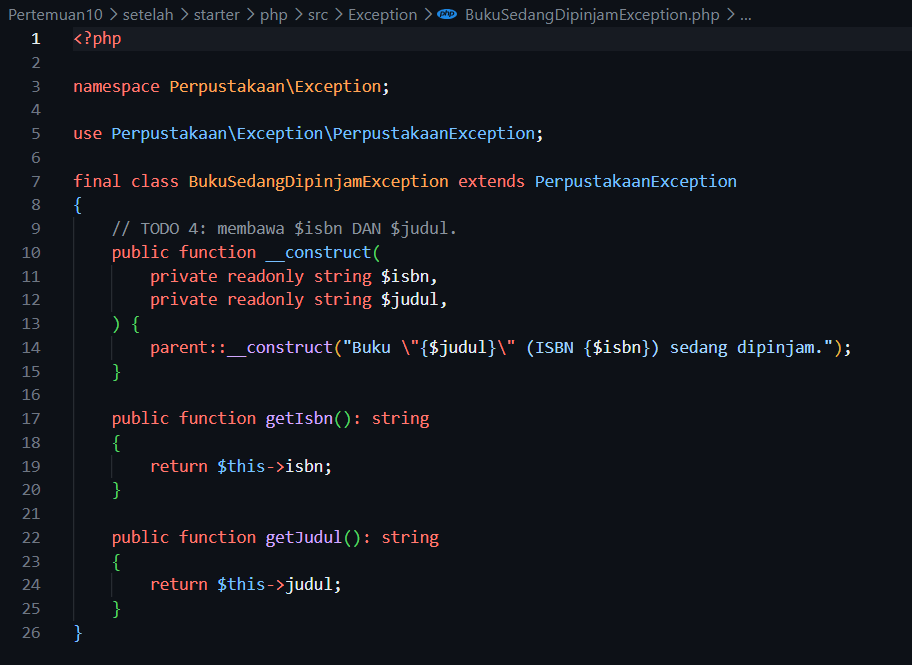 Pertemuan10 > setelah > starter > php > src > Exception > php BukuSedangDipinjamException.php > ...
1 <?php
2
3 namespace Perpustakaan\Exception;
4
5 use Perpustakaan\Exception\PerpustakaanException;
6
7 final class BukuSedangDipinjamException extends PerpustakaanException
8 {
9     // TODO 4: membawa $isbn DAN $judul.
10     public function __construct(
11         private readonly string $isbn,
12         private readonly string $judul,
13     ) {
14         parent::__construct("Buku \"{$judul}\" (ISBN {$isbn}) sedang dipinjam.");
15     }
16
17     public function getIsbn(): string
18     {
19         return $this->isbn;
20     }
21
22     public function getJudul(): string
23     {
24         return $this->judul;
25     }
26 }